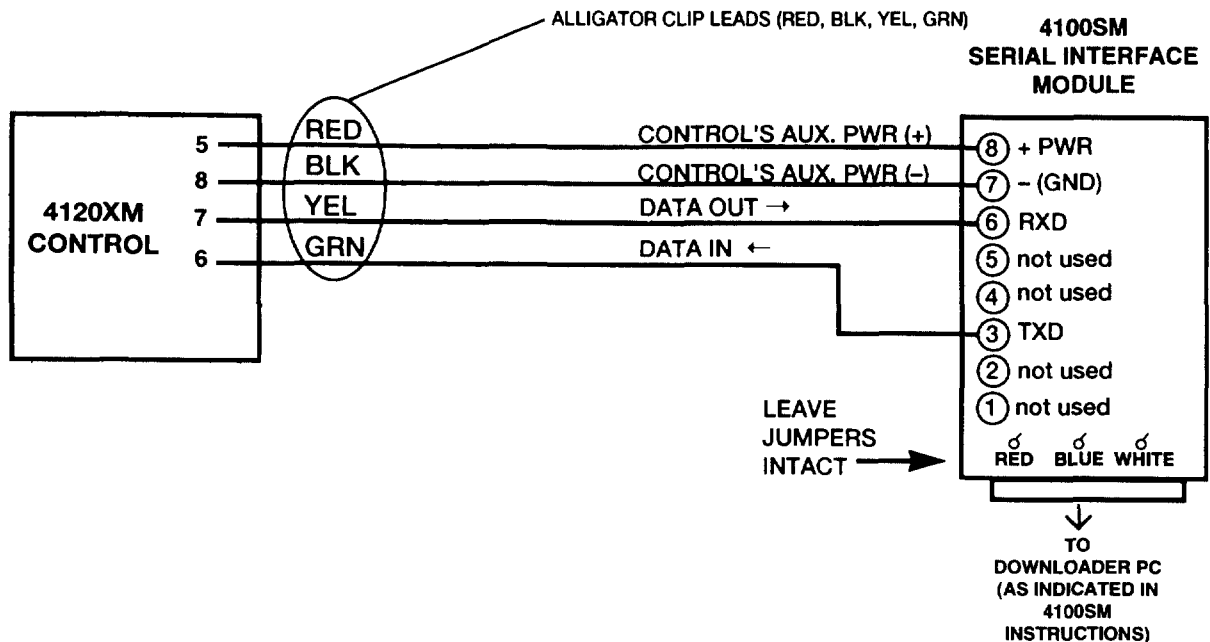 ALLIGATOR CLIP LEADS (RED, BLK, YEL, GRN)
4100SM
SERIAL INTERFACE
MODULE
4120XM
CONTROL
5
8
7
6
RED
BLK
YEL
GRN
CONTROL'S AUX. PWR (+)
CONTROL'S AUX. PWR (–)
DATA OUT →
DATA IN ←
8 + PWR
7 – (GND)
6 RXD
5 not used
4 not used
3 TXD
2 not used
1 not used
RED BLUE WHITE
LEAVE
JUMPERS
INTACT
TO
DOWNLOADER PC
(AS INDICATED IN
4100SM
INSTRUCTIONS)